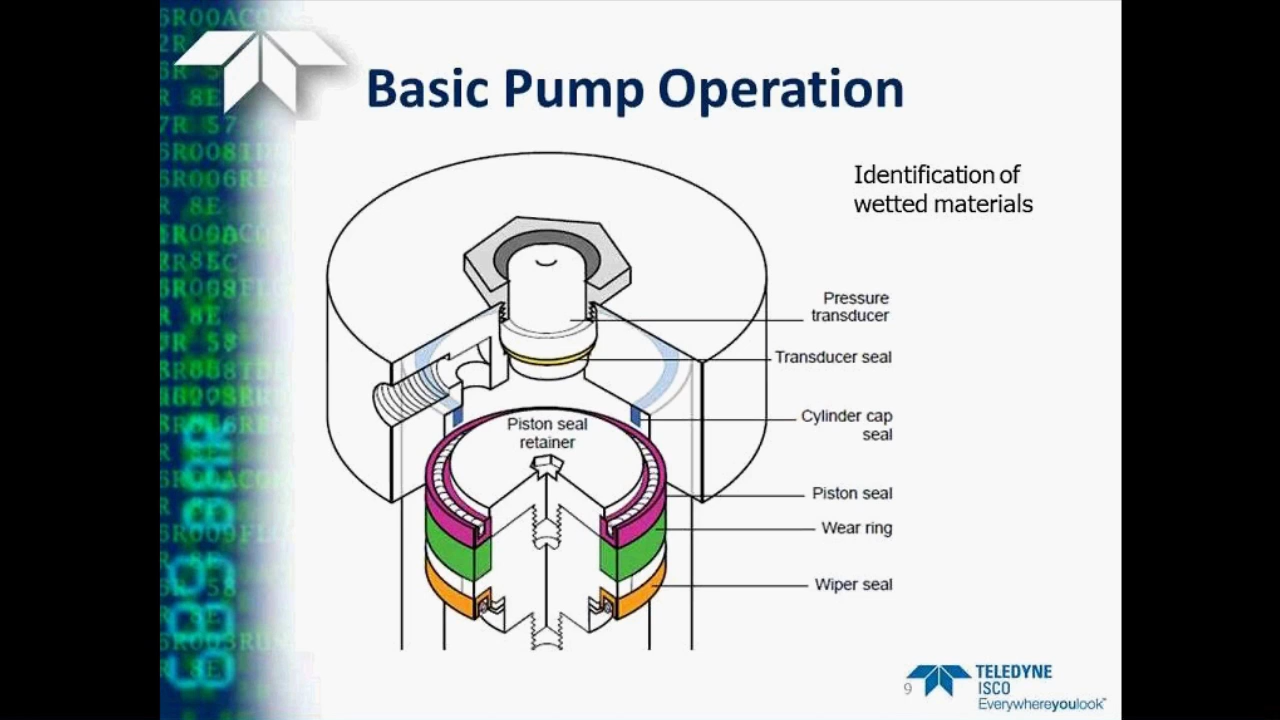 Basic Pump Operation
Identification of
wetted materials
Pressure
transducer
Transducer seal
Cylinder cap
seal
Piston seal
retainer
Piston seal
Wear ring
Wiper seal
9
TELEDYNE
ISCO
Everywhereyoulook™